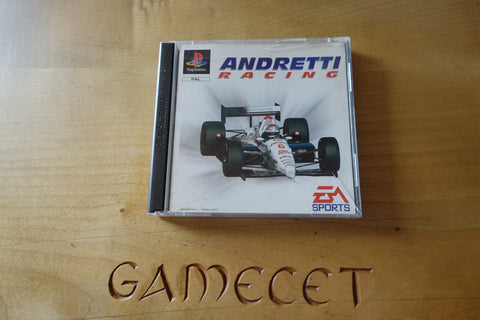 PlayStation
PAL
ANDRETTI
RACING
EA
SPORTS
GAMECET